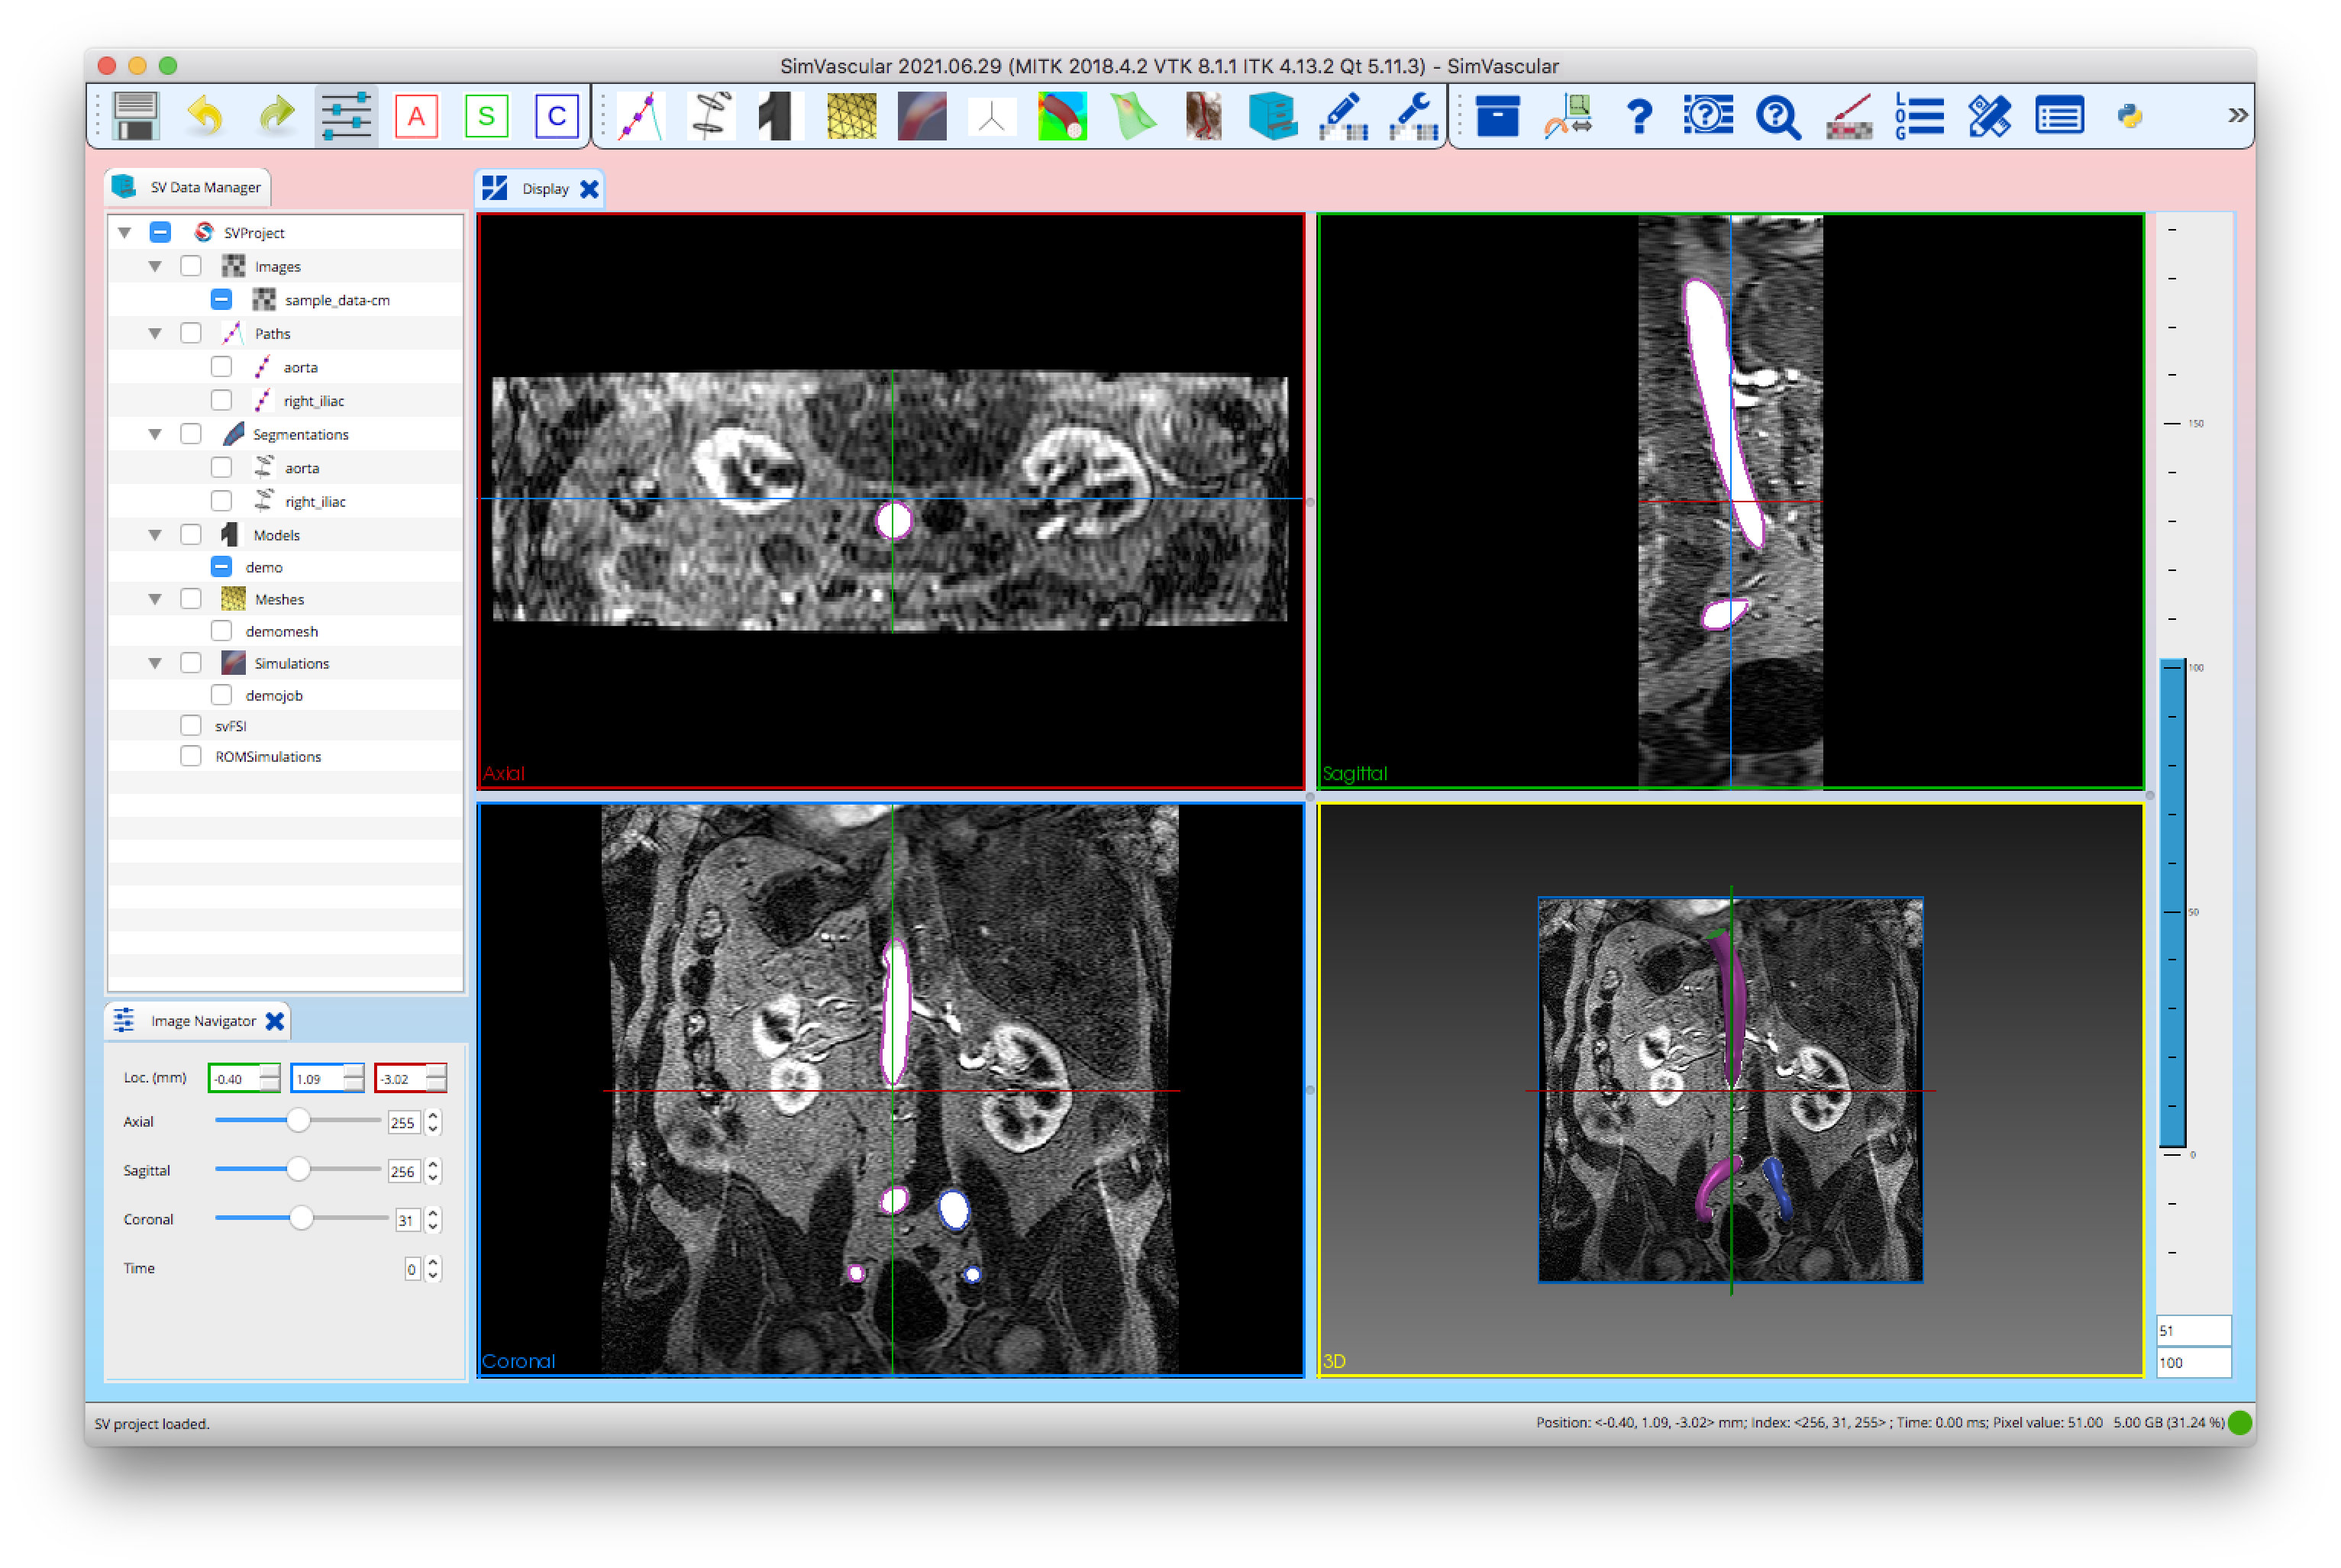 SimVascular 2021.06.29 (MITK 2018.4.2 VTK 8.1.1 ITK 4.13.2 Qt 5.11.3) - SimVascular
A S C
L
O
G
»
SV Data Manager
Display
SVProject
Images
sample_data-cm
Paths
aorta
right_iliac
Segmentations
aorta
right_iliac
Models
demo
Meshes
demomesh
Simulations
demojob
svFSI
ROMSimulations
Axial
Sagittal
Coronal
3D
150
100
50
0
51
100
Image Navigator
Loc. (mm) -0.40 1.09 -3.02
Axial 255
Sagittal 256
Coronal 31
Time 0
SV project loaded.
Position: <-0.40, 1.09, -3.02> mm; Index: <256, 31, 255> ; Time: 0.00 ms; Pixel value: 51.00 5.00 GB (31.24 %)